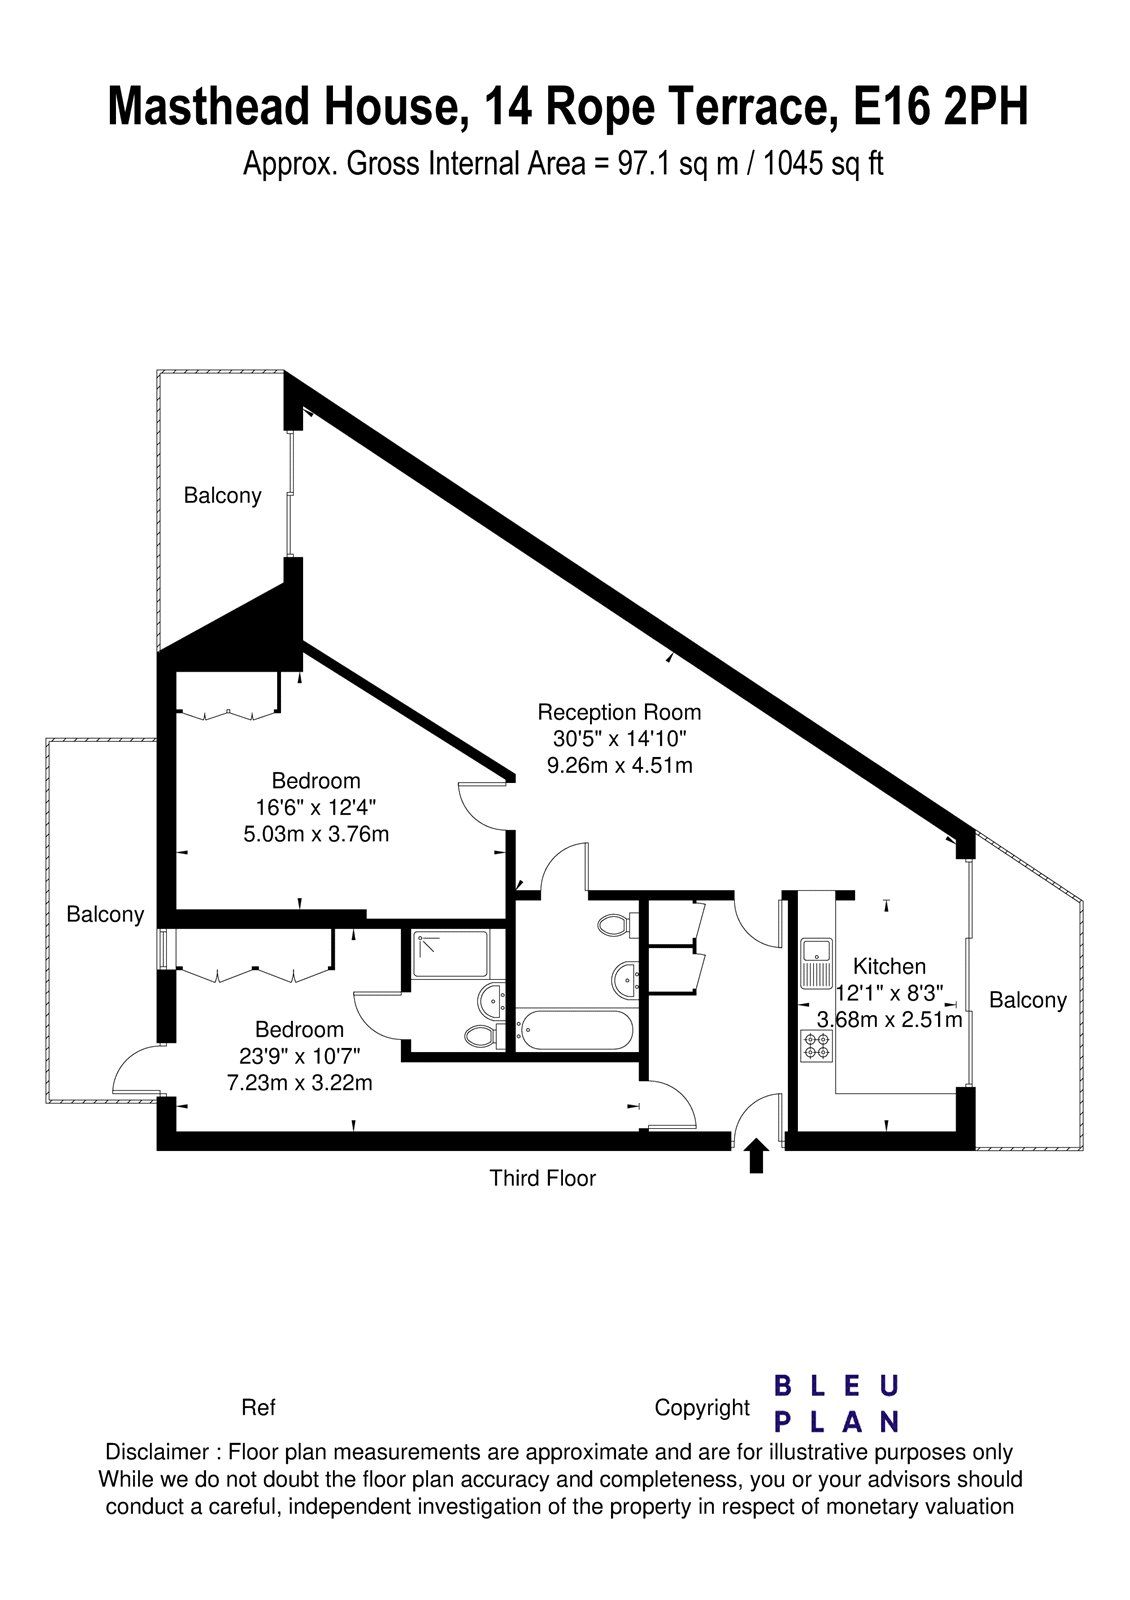 Masthead House, 14 Rope Terrace, E16 2PH
Approx. Gross Internal Area = 97.1 sq m / 1045 sq ft
Balcony
Reception Room
30'5" x 14'10"
9.26m x 4.51m
Bedroom
16'6" x 12'4"
5.03m x 3.76m
Balcony
Kitchen
12'1" x 8'3"
3.68m x 2.51m
Balcony
Bedroom
23'9" x 10'7"
7.23m x 3.22m
Third Floor
Ref
Copyright
BLEU
PLAN
Disclaimer : Floor plan measurements are approximate and are for illustrative purposes only
While we do not doubt the floor plan accuracy and completeness, you or your advisors should
conduct a careful, independent investigation of the property in respect of monetary valuation